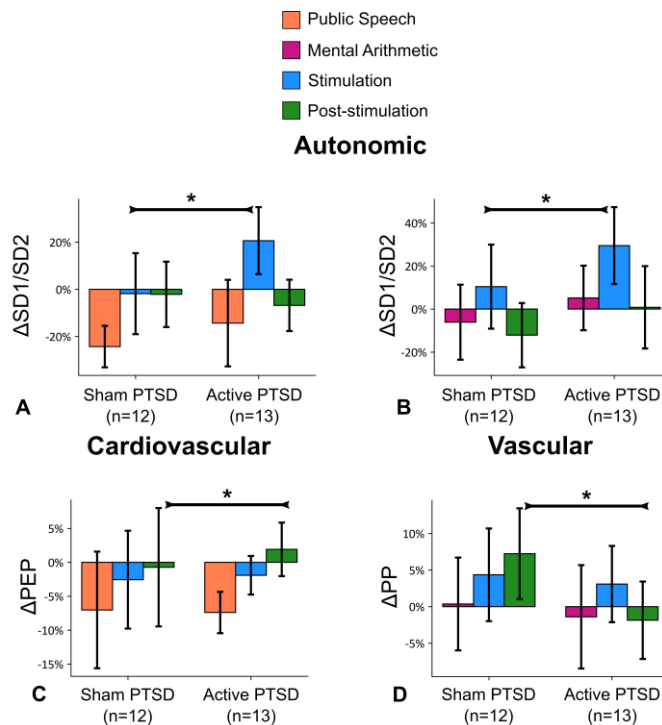 Public Speech
Mental Arithmetic
Stimulation
Post-stimulation
Autonomic
*
20%
0%
-20%
ΔSD1/SD2
Sham PTSD
(n=12)
Active PTSD
(n=13)
A
*
40%
20%
0%
-20%
ΔSD1/SD2
Sham PTSD
(n=12)
Active PTSD
(n=13)
B
Cardiovascular
Vascular
*
5%
0%
-5%
-10%
-15%
ΔPEP
Sham PTSD
(n=12)
Active PTSD
(n=13)
C
*
10%
5%
0%
-5%
ΔPP
Sham PTSD
(n=12)
Active PTSD
(n=13)
D